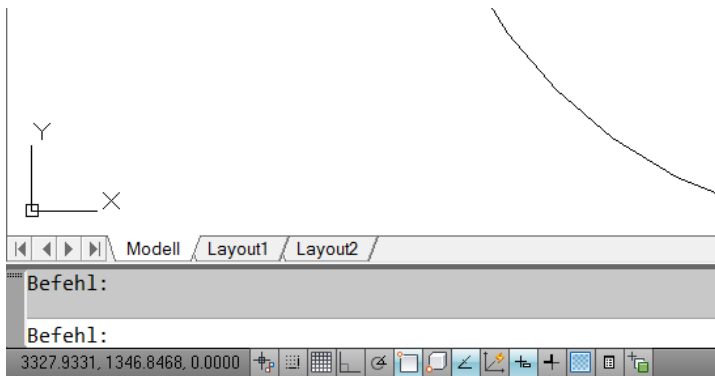 Y
X
Modell Layout1 Layout2
Befehl:
Befehl:
3327.9331, 1346.8468, 0.0000